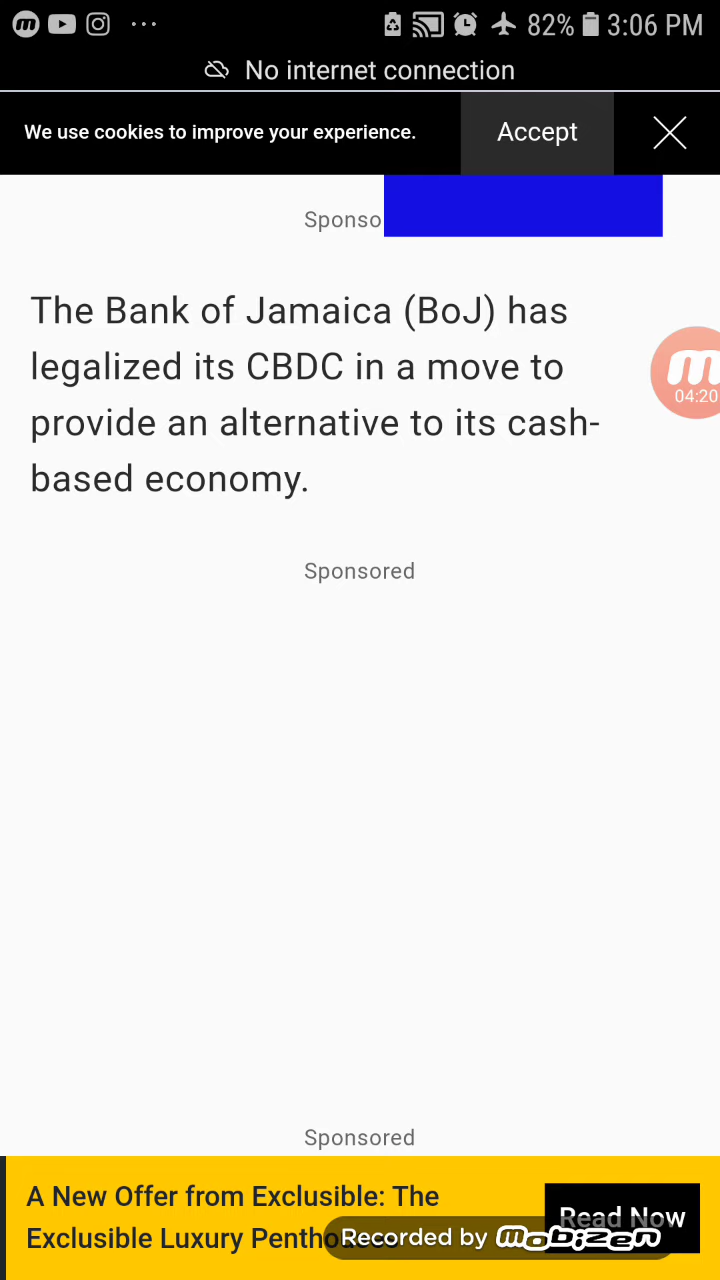 82% 3:06 PM
No internet connection
We use cookies to improve your experience.
Accept
Sponso
The Bank of Jamaica (BoJ) has
legalized its CBDC in a move to
provide an alternative to its cash-
based economy.
04:20
Sponsored
Sponsored
A New Offer from Exclusible: The
Exclusible Luxury
Read Now
Recorded by mobizen